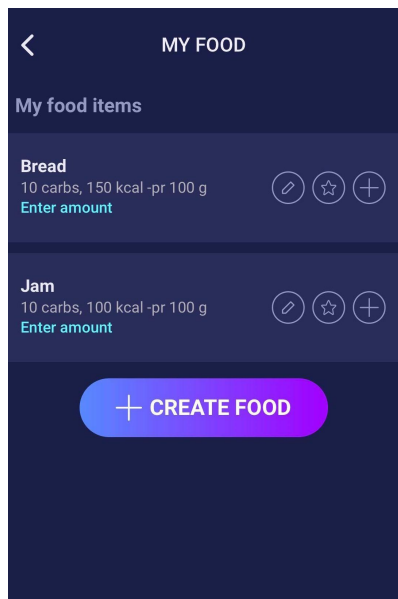 MY FOOD
My food items
Bread
10 carbs, 150 kcal -pr 100 g
Enter amount
Jam
10 carbs, 100 kcal -pr 100 g
Enter amount
CREATE FOOD